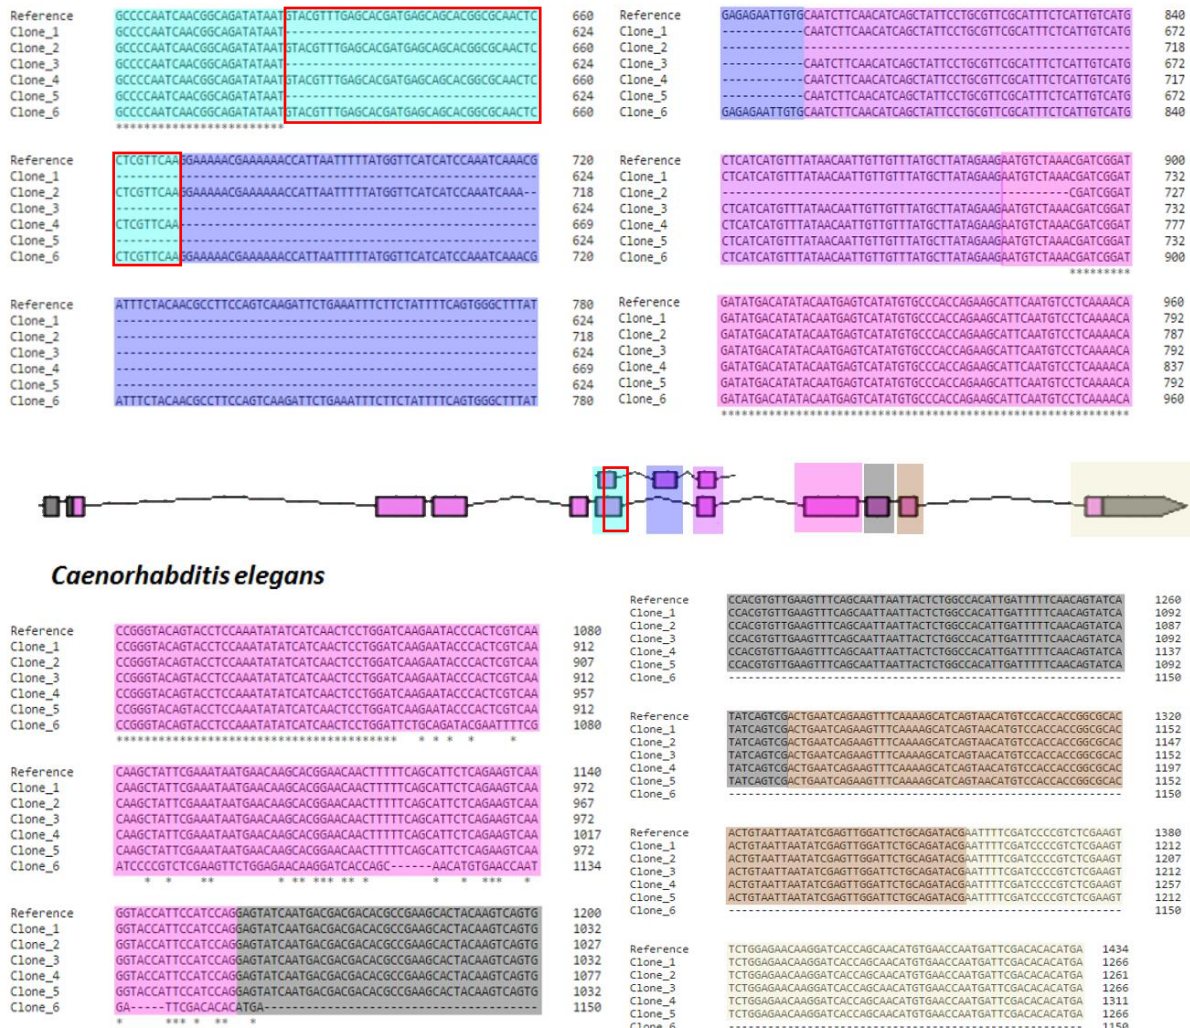 Reference GCCCCAATCAACGGCAGATATAATGTACGTTTGAGCACGATGAGCAGCACGGCGCAACTC 660
Clone_1 GCCCCAATCAACGGCAGATATAAT------------------------------------ 624
Clone_2 GCCCCAATCAACGGCAGATATAATGTACGTTTGAGCACGATGAGCAGCACGGCGCAACTC 660
Clone_3 GCCCCAATCAACGGCAGATATAAT------------------------------------ 624
Clone_4 GCCCCAATCAACGGCAGATATAATGTACGTTTGAGCACGATGAGCAGCACGGCGCAACTC 660
Clone_5 GCCCCAATCAACGGCAGATATAAT------------------------------------ 624
Clone_6 GCCCCAATCAACGGCAGATATAATGTACGTTTGAGCACGATGAGCAGCACGGCGCAACTC 660
************************
Reference CTCGTTCAAGGAAAAACGAAAAAACCATTAATTTTTATGGTTCATCATCCAAATCAAACG 720
Clone_1 ------------------------------------------------------------ 624
Clone_2 CTCGTTCAAGGAAAAACGAAAAAACCATTAATTTTTATGGTTCATCATCCAAATCAAA-- 718
Clone_3 ------------------------------------------------------------ 624
Clone_4 CTCGTTCAA--------------------------------------------------- 669
Clone_5 ------------------------------------------------------------ 624
Clone_6 CTCGTTCAAGGAAAAACGAAAAAACCATTAATTTTTATGGTTCATCATCCAAATCAAACG 720
Reference ATTTCTACAACGCCTTCCAGTCAAGATTCTGAAATTTCTTCTATTTTCAGTGGGCTTTAT 780
Clone_1 ------------------------------------------------------------ 624
Clone_2 ------------------------------------------------------------ 718
Clone_3 ------------------------------------------------------------ 624
Clone_4 ------------------------------------------------------------ 669
Clone_5 ------------------------------------------------------------ 624
Clone_6 ATTTCTACAACGCCTTCCAGTCAAGATTCTGAAATTTCTTCTATTTTCAGTGGGCTTTAT 780
Reference GAGAGAATTGTGCAATCTTCAACATCAGCTATTCCTGCGTTCGCATTTCTCATTGTCATG 840
Clone_1 ------------CAATCTTCAACATCAGCTATTCCTGCGTTCGCATTTCTCATTGTCATG 672
Clone_2 ------------------------------------------------------------ 718
Clone_3 ------------CAATCTTCAACATCAGCTATTCCTGCGTTCGCATTTCTCATTGTCATG 672
Clone_4 ------------CAATCTTCAACATCAGCTATTCCTGCGTTCGCATTTCTCATTGTCATG 717
Clone_5 ------------CAATCTTCAACATCAGCTATTCCTGCGTTCGCATTTCTCATTGTCATG 672
Clone_6 GAGAGAATTGTGCAATCTTCAACATCAGCTATTCCTGCGTTCGCATTTCTCATTGTCATG 840
Reference CTCATCATGTTTATAACAATTGTTGTTTATGCTTATAGAAGAATGTCTAAACGATCGGAT 900
Clone_1 CTCATCATGTTTATAACAATTGTTGTTTATGCTTATAGAAGAATGTCTAAACGATCGGAT 732
Clone_2 ---------------------------------------------------CGATCGGAT 727
Clone_3 CTCATCATGTTTATAACAATTGTTGTTTATGCTTATAGAAGAATGTCTAAACGATCGGAT 732
Clone_4 CTCATCATGTTTATAACAATTGTTGTTTATGCTTATAGAAGAATGTCTAAACGATCGGAT 777
Clone_5 CTCATCATGTTTATAACAATTGTTGTTTATGCTTATAGAAGAATGTCTAAACGATCGGAT 732
Clone_6 CTCATCATGTTTATAACAATTGTTGTTTATGCTTATAGAAGAATGTCTAAACGATCGGAT 900
*********
Reference GATATGACATATACAATGAGTCATATGTGCCCACCAGAAGCATTCAATGTCCTCAAAACA 960
Clone_1 GATATGACATATACAATGAGTCATATGTGCCCACCAGAAGCATTCAATGTCCTCAAAACA 792
Clone_2 GATATGACATATACAATGAGTCATATGTGCCCACCAGAAGCATTCAATGTCCTCAAAACA 787
Clone_3 GATATGACATATACAATGAGTCATATGTGCCCACCAGAAGCATTCAATGTCCTCAAAACA 792
Clone_4 GATATGACATATACAATGAGTCATATGTGCCCACCAGAAGCATTCAATGTCCTCAAAACA 837
Clone_5 GATATGACATATACAATGAGTCATATGTGCCCACCAGAAGCATTCAATGTCCTCAAAACA 792
Clone_6 GATATGACATATACAATGAGTCATATGTGCCCACCAGAAGCATTCAATGTCCTCAAAACA 960
************************************************************
Caenorhabditis elegans
Reference CCGGGTACAGTACCTCCAAATATATCATCAACTCCTGGATCAAGAATACCCACTCGTCAA 1080
Clone_1 CCGGGTACAGTACCTCCAAATATATCATCAACTCCTGGATCAAGAATACCCACTCGTCAA 912
Clone_2 CCGGGTACAGTACCTCCAAATATATCATCAACTCCTGGATCAAGAATACCCACTCGTCAA 907
Clone_3 CCGGGTACAGTACCTCCAAATATATCATCAACTCCTGGATCAAGAATACCCACTCGTCAA 912
Clone_4 CCGGGTACAGTACCTCCAAATATATCATCAACTCCTGGATCAAGAATACCCACTCGTCAA 957
Clone_5 CCGGGTACAGTACCTCCAAATATATCATCAACTCCTGGATCAAGAATACCCACTCGTCAA 912
Clone_6 CCGGGTACAGTACCTCCAAATATATCATCAACTCCTGGATTCTGCAGATACGAATTTTCG 1080
**************************************** * * * * *
Reference CAAGCTATTCGAAATAATGAACAAGCACGGAACAACTTTTTCAGCATTCTCAGAAGTCAA 1140
Clone_1 CAAGCTATTCGAAATAATGAACAAGCACGGAACAACTTTTTCAGCATTCTCAGAAGTCAA 972
Clone_2 CAAGCTATTCGAAATAATGAACAAGCACGGAACAACTTTTTCAGCATTCTCAGAAGTCAA 967
Clone_3 CAAGCTATTCGAAATAATGAACAAGCACGGAACAACTTTTTCAGCATTCTCAGAAGTCAA 972
Clone_4 CAAGCTATTCGAAATAATGAACAAGCACGGAACAACTTTTTCAGCATTCTCAGAAGTCAA 1017
Clone_5 CAAGCTATTCGAAATAATGAACAAGCACGGAACAACTTTTTCAGCATTCTCAGAAGTCAA 972
Clone_6 ATCCCCGTCTCGAAGTTCTGGAGAACAAGGATCACCAGC------AACATGTGAACCAAT 1134
* * ** * ** *** ** * * * *** *
Reference GGTACCATTCCATCCAGGAGTATCAATGACGACGACACGCCGAAGCACTACAAGTCAGTG 1200
Clone_1 GGTACCATTCCATCCAGGAGTATCAATGACGACGACACGCCGAAGCACTACAAGTCAGTG 1032
Clone_2 GGTACCATTCCATCCAGGAGTATCAATGACGACGACACGCCGAAGCACTACAAGTCAGTG 1027
Clone_3 GGTACCATTCCATCCAGGAGTATCAATGACGACGACACGCCGAAGCACTACAAGTCAGTG 1032
Clone_4 GGTACCATTCCATCCAGGAGTATCAATGACGACGACACGCCGAAGCACTACAAGTCAGTG 1077
Clone_5 GGTACCATTCCATCCAGGAGTATCAATGACGACGACACGCCGAAGCACTACAAGTCAGTG 1032
Clone_6 GA-----TTCGACACACATGA--------------------------------------- 1150
* *** * ** *
Reference CCACGTGTTGAAGTTTCAGCAATTAATTACTCTGGCCACATTGATTTTTCAACAGTATCA 1260
Clone_1 CCACGTGTTGAAGTTTCAGCAATTAATTACTCTGGCCACATTGATTTTTCAACAGTATCA 1092
Clone_2 CCACGTGTTGAAGTTTCAGCAATTAATTACTCTGGCCACATTGATTTTTCAACAGTATCA 1087
Clone_3 CCACGTGTTGAAGTTTCAGCAATTAATTACTCTGGCCACATTGATTTTTCAACAGTATCA 1092
Clone_4 CCACGTGTTGAAGTTTCAGCAATTAATTACTCTGGCCACATTGATTTTTCAACAGTATCA 1137
Clone_5 CCACGTGTTGAAGTTTCAGCAATTAATTACTCTGGCCACATTGATTTTTCAACAGTATCA 1092
Clone_6 ------------------------------------------------------------ 1150
Reference TATCAGTCGACTGAATCAGAAGTTTCAAAAGCATCAGTAACATGTCCACCACCGGCGCAC 1320
Clone_1 TATCAGTCGACTGAATCAGAAGTTTCAAAAGCATCAGTAACATGTCCACCACCGGCGCAC 1152
Clone_2 TATCAGTCGACTGAATCAGAAGTTTCAAAAGCATCAGTAACATGTCCACCACCGGCGCAC 1147
Clone_3 TATCAGTCGACTGAATCAGAAGTTTCAAAAGCATCAGTAACATGTCCACCACCGGCGCAC 1152
Clone_4 TATCAGTCGACTGAATCAGAAGTTTCAAAAGCATCAGTAACATGTCCACCACCGGCGCAC 1197
Clone_5 TATCAGTCGACTGAATCAGAAGTTTCAAAAGCATCAGTAACATGTCCACCACCGGCGCAC 1152
Clone_6 ------------------------------------------------------------ 1150
Reference ACTGTAATTAATATCGAGTTGGATTCTGCAGATACGAATTTTCGATCCCCGTCTCGAAGT 1380
Clone_1 ACTGTAATTAATATCGAGTTGGATTCTGCAGATACGAATTTTCGATCCCCGTCTCGAAGT 1212
Clone_2 ACTGTAATTAATATCGAGTTGGATTCTGCAGATACGAATTTTCGATCCCCGTCTCGAAGT 1207
Clone_3 ACTGTAATTAATATCGAGTTGGATTCTGCAGATACGAATTTTCGATCCCCGTCTCGAAGT 1212
Clone_4 ACTGTAATTAATATCGAGTTGGATTCTGCAGATACGAATTTTCGATCCCCGTCTCGAAGT 1257
Clone_5 ACTGTAATTAATATCGAGTTGGATTCTGCAGATACGAATTTTCGATCCCCGTCTCGAAGT 1212
Clone_6 ------------------------------------------------------------ 1150
Reference TCTGGAGAACAAGGATCACCAGCAACATGTGAACCAATGATTCGACACACATGA 1434
Clone_1 TCTGGAGAACAAGGATCACCAGCAACATGTGAACCAATGATTCGACACACATGA 1266
Clone_2 TCTGGAGAACAAGGATCACCAGCAACATGTGAACCAATGATTCGACACACATGA 1261
Clone_3 TCTGGAGAACAAGGATCACCAGCAACATGTGAACCAATGATTCGACACACATGA 1266
Clone_4 TCTGGAGAACAAGGATCACCAGCAACATGTGAACCAATGATTCGACACACATGA 1311
Clone_5 TCTGGAGAACAAGGATCACCAGCAACATGTGAACCAATGATTCGACACACATGA 1266
Clone_6 ------------------------------------------------------ 1150